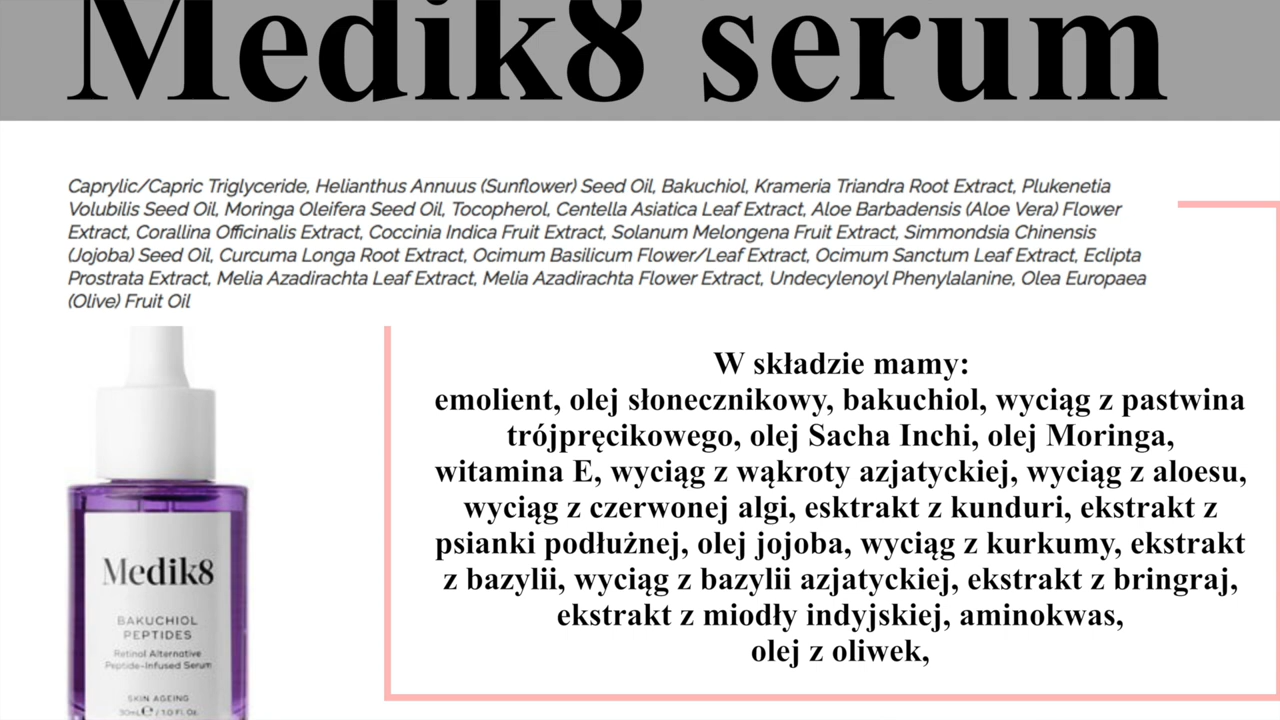 Medik8 serum
Caprylic/Capric Triglyceride, Helianthus Annuus (Sunflower) Seed Oil, Bakuchiol, Krameria Triandra Root Extract, Plukenetia
Volubilis Seed Oil, Moringa Oleifera Seed Oil, Tocopherol, Centella Asiatica Leaf Extract, Aloe Barbadensis (Aloe Vera) Flower
Extract, Corallina Officinalis Extract, Coccinia Indica Fruit Extract, Solanum Melongena Fruit Extract, Simmondsia Chinensis
(Jojoba) Seed Oil, Curcuma Longa Root Extract, Ocimum Basilicum Flower/Leaf Extract, Ocimum Sanctum Leaf Extract, Eclipta
Prostrata Extract, Melia Azadirachta Leaf Extract, Melia Azadirachta Flower Extract, Undecylenoyl Phenylalanine, Olea Europaea
(Olive) Fruit Oil
W składzie mamy:
emolient, olej słonecznikowy, bakuchiol, wyciąg z pastwina
trójpręcikowego, olej Sacha Inchi, olej Moringa,
witamina E, wyciąg z wąkroty azjatyckiej, wyciąg z aloesu,
wyciąg z czerwonej algi, esktrakt z kunduri, ekstrakt z
psianki podłużnej, olej jojoba, wyciąg z kurkumy, ekstrakt
z bazylii, wyciąg z bazylii azjatyckiej, ekstrakt z bringraj,
ekstrakt z miodły indyjskiej, aminokwas,
olej z oliwek,
Medik8
BAKUCHIOL
PEPTIDES
Retinol Alternative
Peptide-Infused Serum
SKIN AGEING
30mL ℮ / 1.0 Fl. Oz.